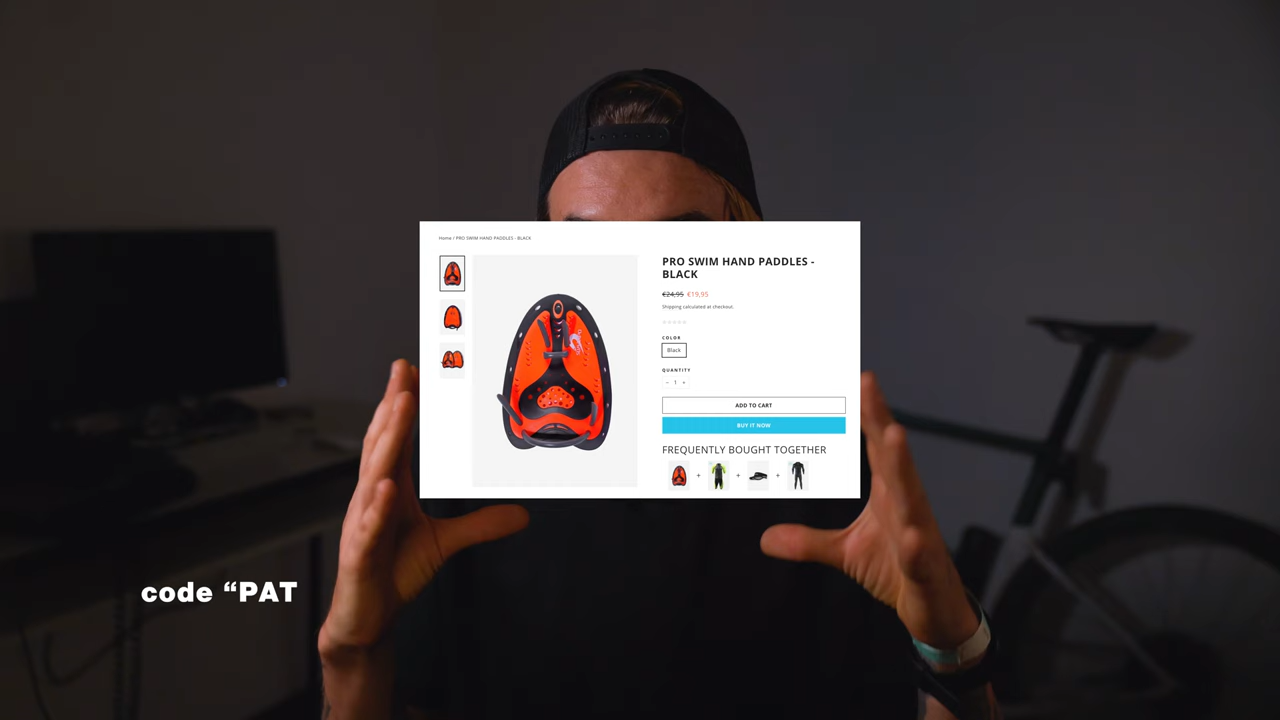 Home / PRO SWIM HAND PADDLES - BLACK
PRO SWIM HAND PADDLES -
BLACK
€24,95 €19,95
Shipping calculated at checkout.
COLOR
Black
QUANTITY
− 1 +
ADD TO CART
BUY IT NOW
FREQUENTLY BOUGHT TOGETHER
+ + +
code “PAT